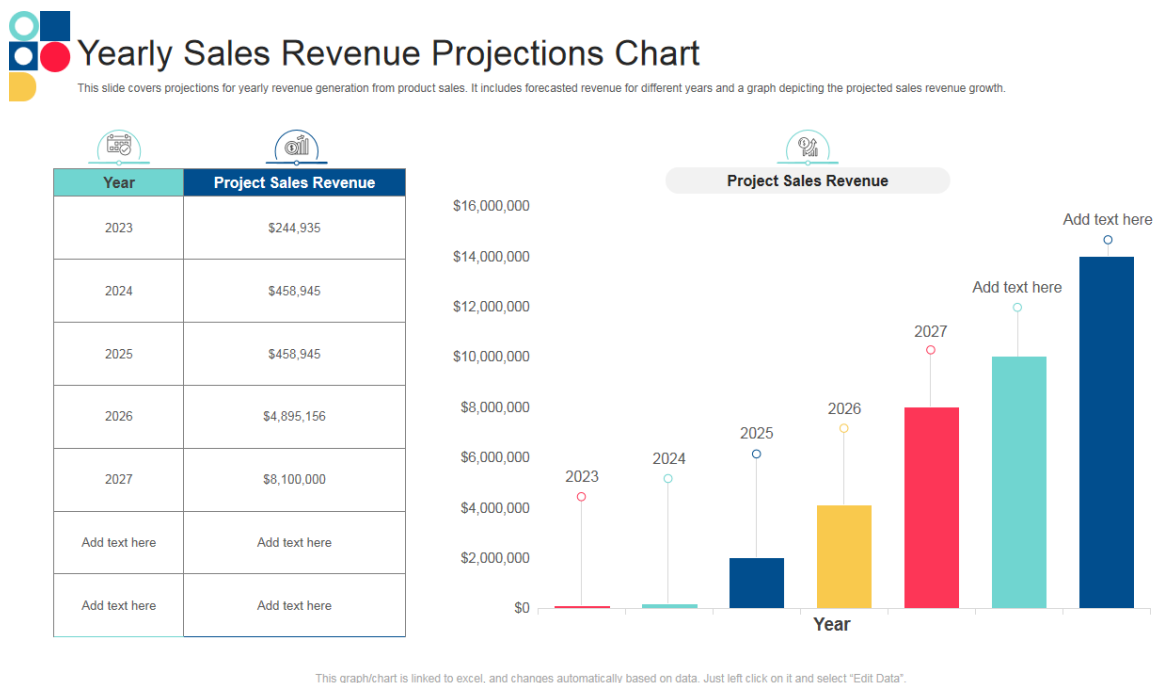 Yearly Sales Revenue Projections Chart
This slide covers projections for yearly revenue generation from product sales. It includes forecasted revenue for different years and a graph depicting the projected sales revenue growth.
Year Project Sales Revenue
2023 $244,935
2024 $458,945
2025 $458,945
2026 $4,895,156
2027 $8,100,000
Add text here Add text here
Add text here Add text here
Project Sales Revenue
$16,000,000
$14,000,000
$12,000,000
$10,000,000
$8,000,000
$6,000,000
$4,000,000
$2,000,000
$0
2023
2024
2025
2026
2027
Add text here
Add text here
Year
This graph/chart is linked to excel, and changes automatically based on data. Just left click on it and select “Edit Data”.